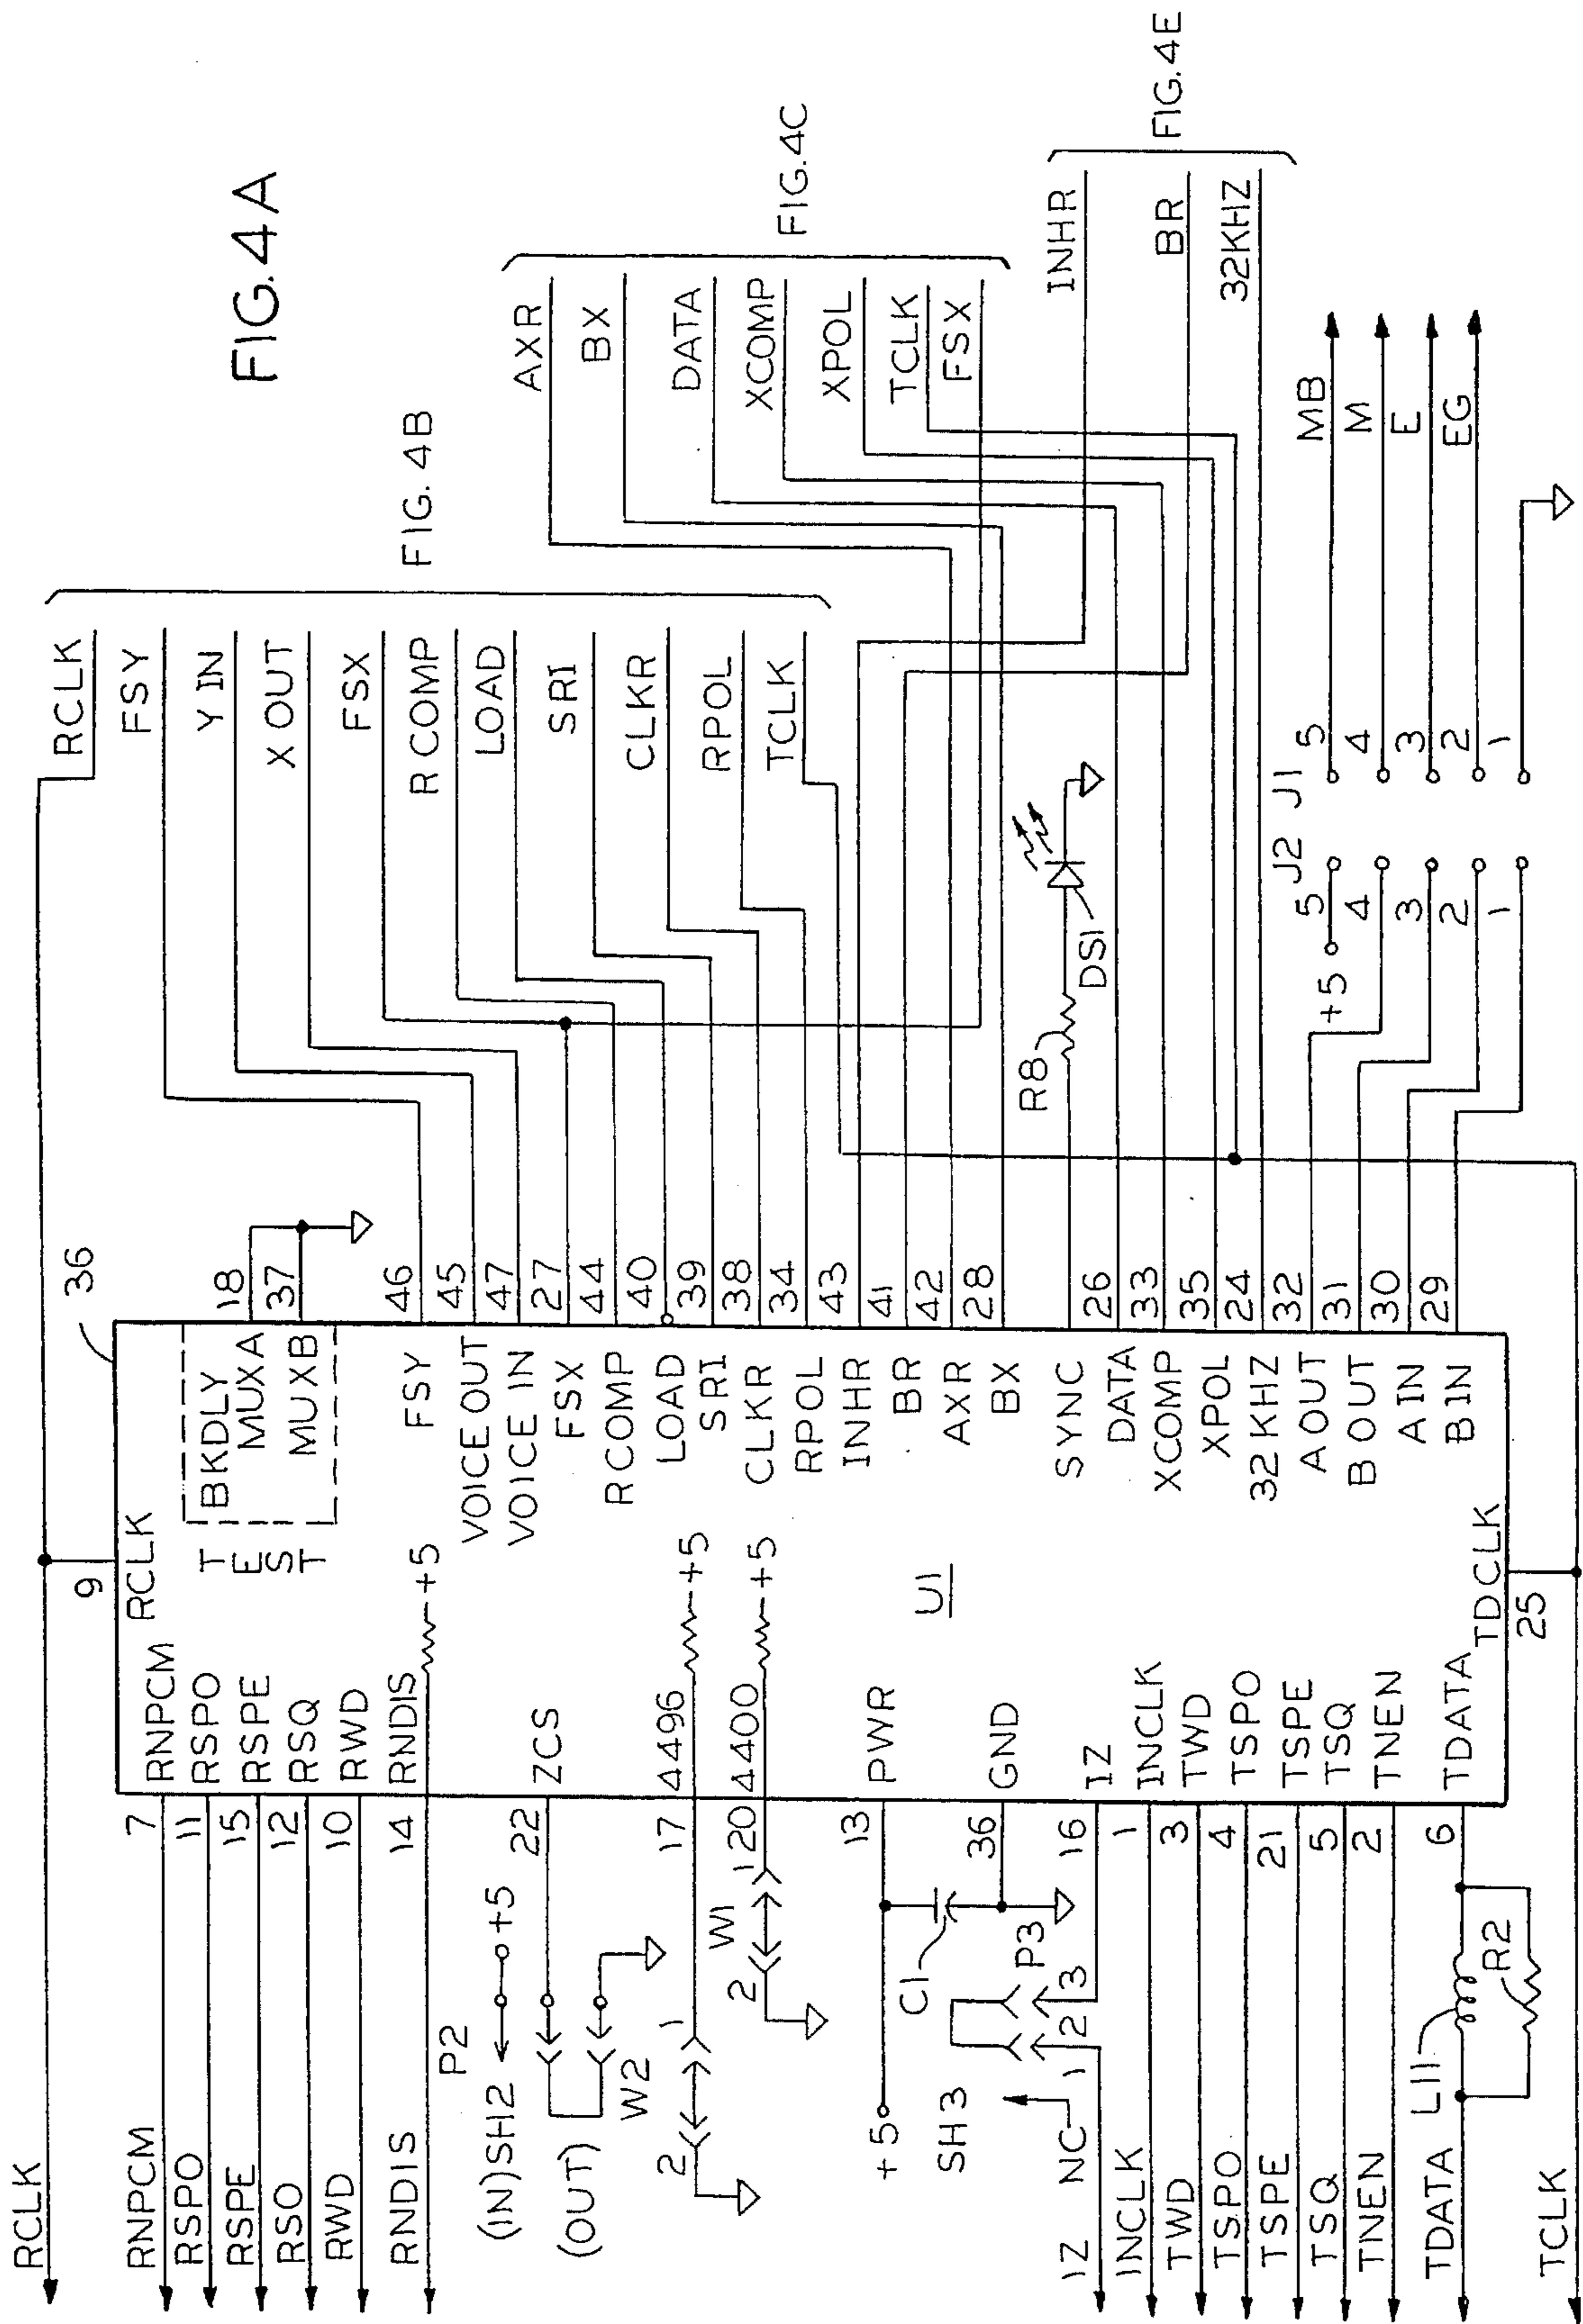 FIG.4A
RCLK
RNPCM
RSPO
RSPE
RSO
RWD
RNDIS
P2
(IN)SH2
+5
(OUT)
W2
2
1
W1
2
1
+5
C1
SH3
NC
1
2
3
P3
1Z
INCLK
TWD
TSPO
TSPE
TSQ
TNEN
TDATA
L11
R2
TCLK
7
11
15
12
10
14
22
17
20
13
36
16
1
3
4
21
5
2
6
RNPCM
RSPO
RSPE
RSQ
RWD
RNDIS
+5
ZCS
4496
+5
4400
+5
PWR
GND
IZ
INCLK
TWD
TSPO
TSPE
TSQ
TNEN
TDATA
9
RCLK
TEST
BKDLY
MUXA
MUXB
U1
TDCLK
25
36
FSY
VOICE OUT
VOICE IN
FSX
RCOMP
LOAD
SRI
CLKR
RPOL
INHR
BR
AXR
BX
SYNC
DATA
XCOMP
XPOL
32KHZ
A OUT
B OUT
A IN
B IN
18
37
46
45
47
27
44
40
39
38
34
43
41
42
28
26
33
35
24
32
31
30
29
R8
DS1
RCLK
FSY
Y IN
X OUT
FSX
RCOMP
LOAD
SRI
CLKR
RPOL
TCLK
FIG. 4B
AXR
BX
DATA
XCOMP
XPOL
TCLK
FSX
FIG.4C
INHR
BR
32KHZ
FIG.4E
J2
J1
+5
5
4
3
2
1
5
4
3
2
1
MB
M
E
EG